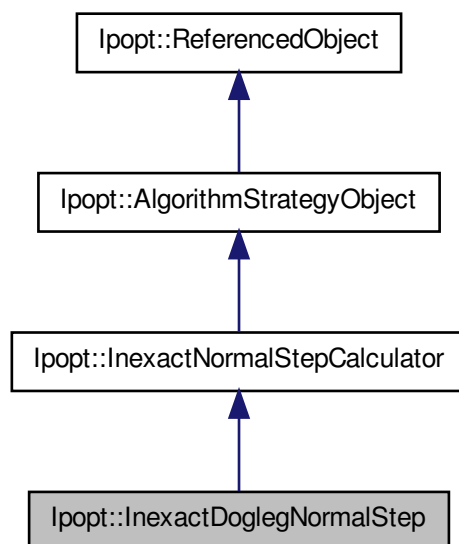 Ipopt::ReferencedObject
Ipopt::AlgorithmStrategyObject
Ipopt::InexactNormalStepCalculator
Ipopt::InexactDoglegNormalStep